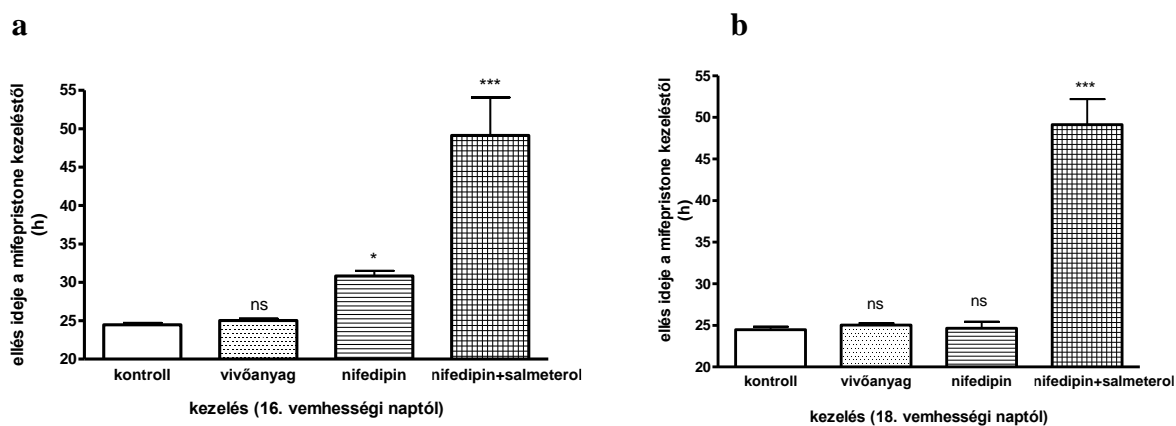 a
ellés ideje a mifepristone kezeléstől
(h)
55
50
45
40
35
30
25
20
ns
*
***
kontroll
vivőanyag
nifedipin
nifedipin+salmeterol
kezelés (16. vemhességi naptól)
b
ellés ideje a mifepristone kezeléstől
(h)
55
50
45
40
35
30
25
20
ns
ns
***
kontroll
vivőanyag
nifedipin
nifedipin+salmeterol
kezelés (18. vemhességi naptól)